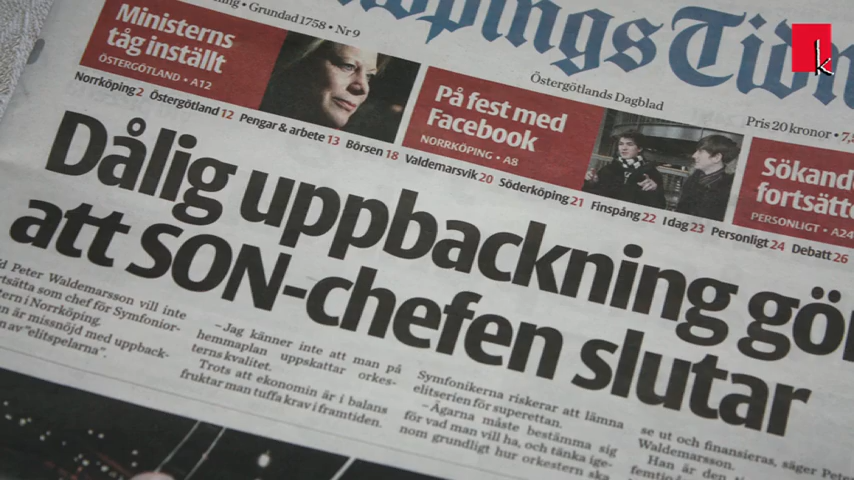 Grundad 1758 • Nr 9
Ministerns
tåg inställt
ÖSTERGÖTLAND • A12
På fest med
Facebook
NORRKÖPING • A8
Östergötlands Dagblad
Pris 20 kronor •
PERSONLIGT • A24
Norrköping 2 Östergötland 12 Pengar & arbete 13 Börsen 18 Valdemarsvik 20 Söderköping 21 Finspång 22 I dag 23 Personligt 24 Debatt 26
Dålig uppbackning
att SON-chefen slutar
Peter Waldemarsson vill inte
som chef för Symfonior-
i Norrköping.
är missnöjd med uppback-
av "elitspelarna".
– Jag känner inte att man på
hemmaplan uppskattar orkes-
terns kvalitet.
Trots att ekonomin är i balans
fruktar man tuffa krav i framtiden.
Symfonikerna riskerar att lämna
elitserien för superettan.
– Ägarna måste bestämma sig
för vad man vill ha, och tänka ige-
nom grundligt hur orkestern ska
se ut och finansieras, säger Peter
Waldemarsson.
Han är den
k